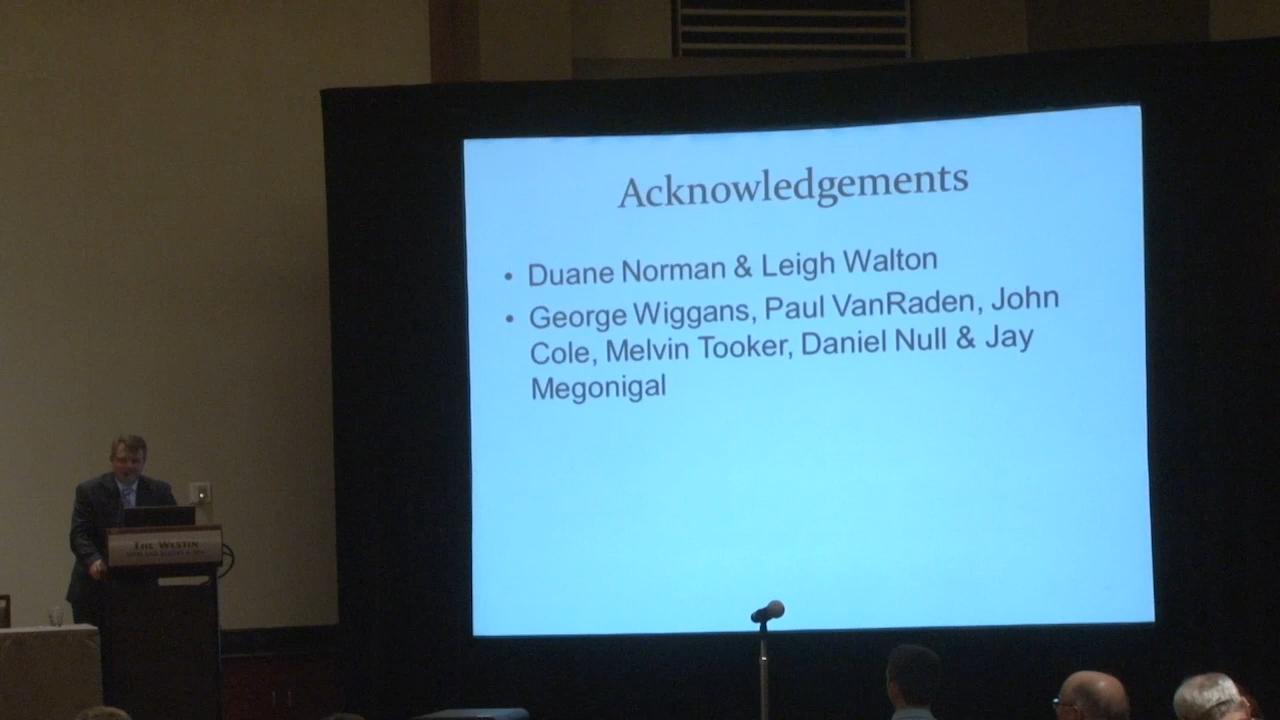 Acknowledgements
• Duane Norman & Leigh Walton
• George Wiggans, Paul VanRaden, John
Cole, Melvin Tooker, Daniel Null & Jay
Megonigal
THE WESTIN